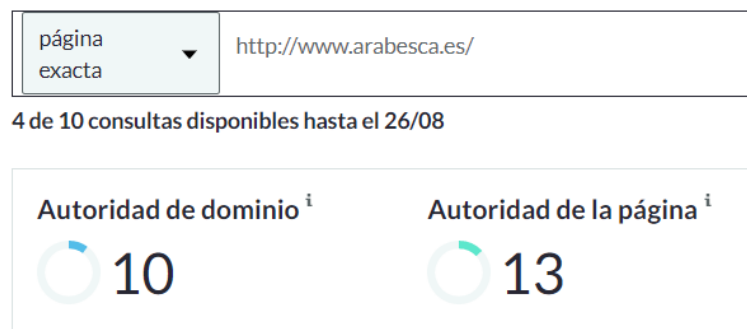 página
exacta
http://www.arabesca.es/
4 de 10 consultas disponibles hasta el 26/08
Autoridad de dominio i
Autoridad de la página i
10
13